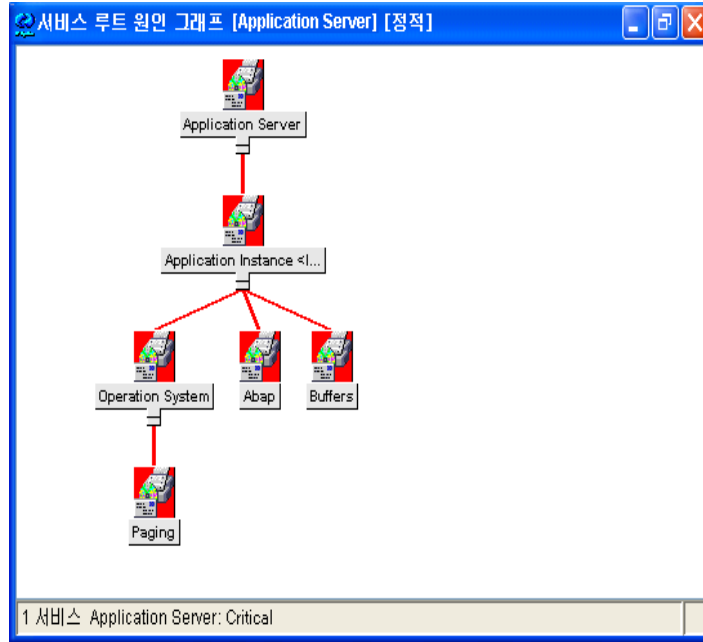 서비스 루트 원인 그래프 [Application Server] [정적]
Application Server
Application Instance <I...
Operation System
Abap
Buffers
Paging
1 서비스 Application Server: Critical